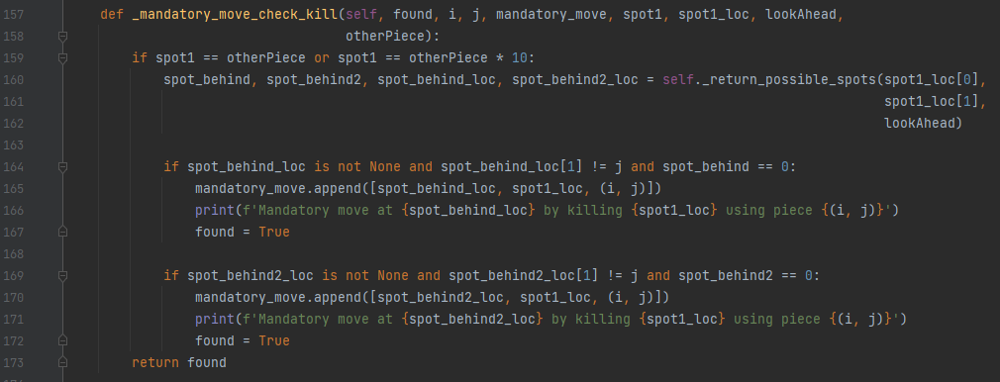 157 def _mandatory_move_check_kill(self, found, i, j, mandatory_move, spot1, spot1_loc, lookAhead,
158 otherPiece):
159 if spot1 == otherPiece or spot1 == otherPiece * 10:
160 spot_behind, spot_behind2, spot_behind_loc, spot_behind2_loc = self._return_possible_spots(spot1_loc[0],
161 spot1_loc[1],
162 lookAhead)
163
164 if spot_behind_loc is not None and spot_behind_loc[1] != j and spot_behind == 0:
165 mandatory_move.append([spot_behind_loc, spot1_loc, (i, j)])
166 print(f'Mandatory move at {spot_behind_loc} by killing {spot1_loc} using piece {(i, j)}')
167 found = True
168
169 if spot_behind2_loc is not None and spot_behind2_loc[1] != j and spot_behind2 == 0:
170 mandatory_move.append([spot_behind2_loc, spot1_loc, (i, j)])
171 print(f'Mandatory move at {spot_behind2_loc} by killing {spot1_loc} using piece {(i, j)}')
172 found = True
173 return found